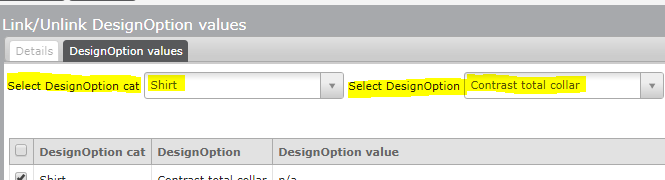 Link/Unlink DesignOption values
Details DesignOption values
Select DesignOption cat Shirt Select DesignOption Contrast total collar
DesignOption cat DesignOption DesignOption value
Shirt Contrast total collar n/a